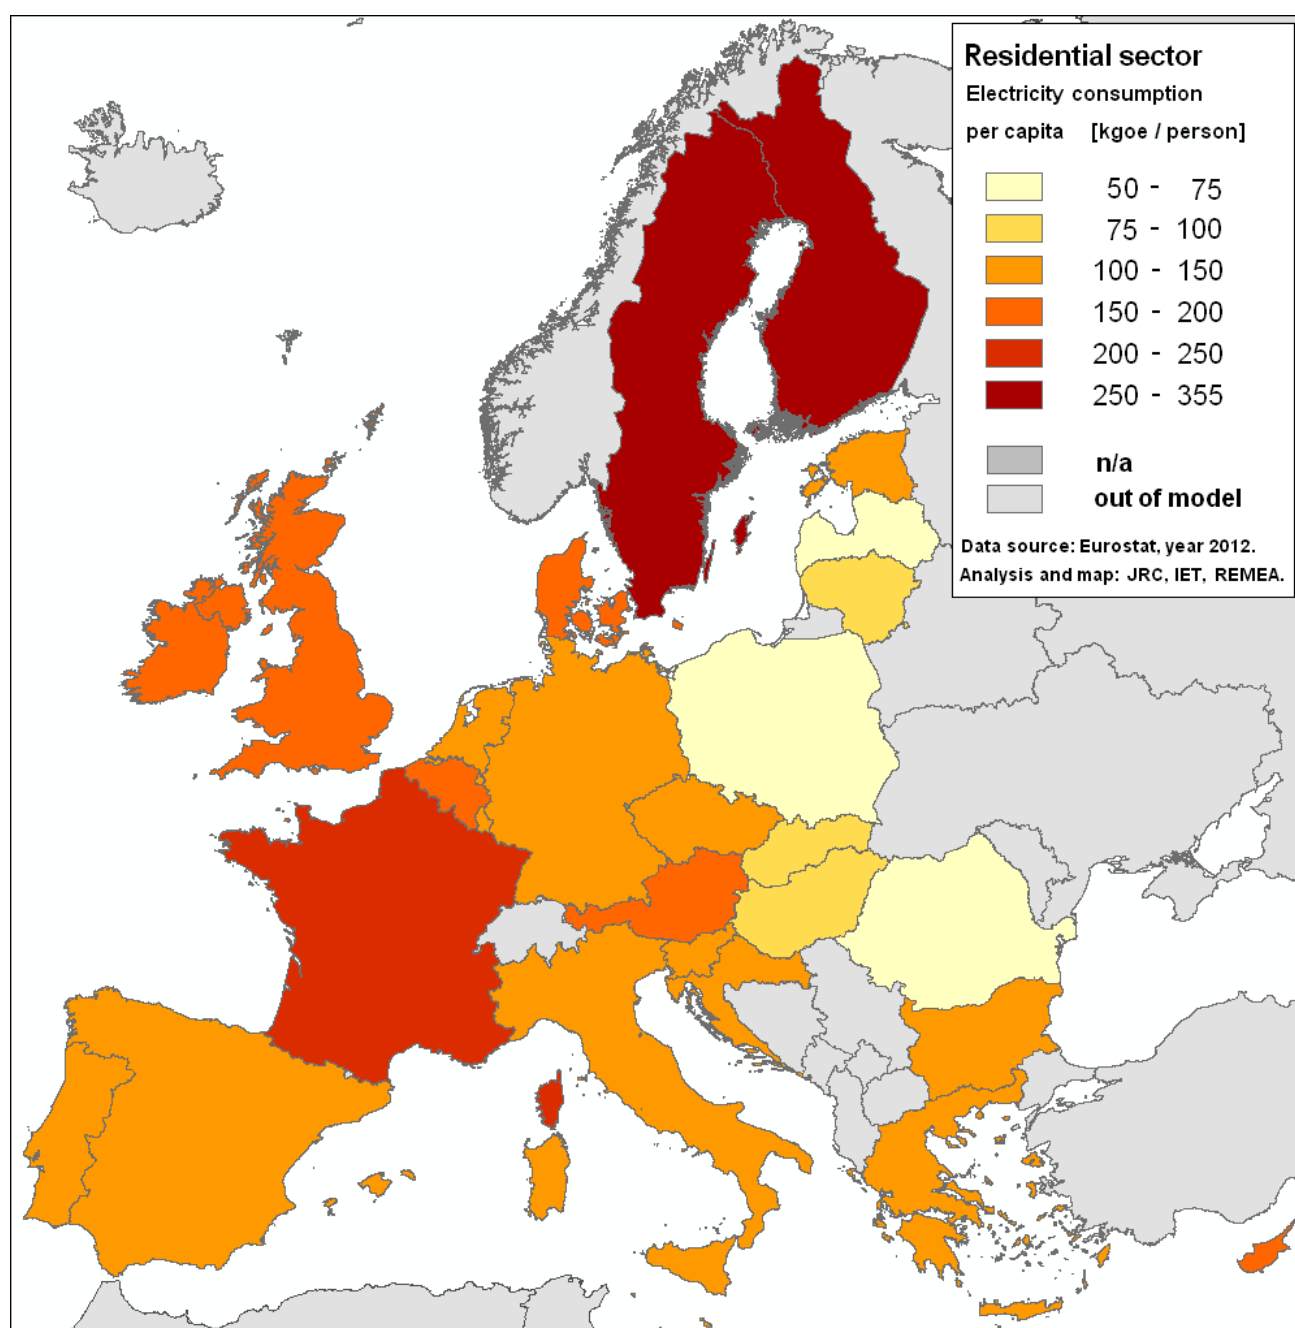 Residential sector
Electricity consumption
per capita [kgoe / person]
50 - 75
75 - 100
100 - 150
150 - 200
200 - 250
250 - 355
n/a
out of model
Data source: Eurostat, year 2012.
Analysis and map: JRC, IET, REMEA.